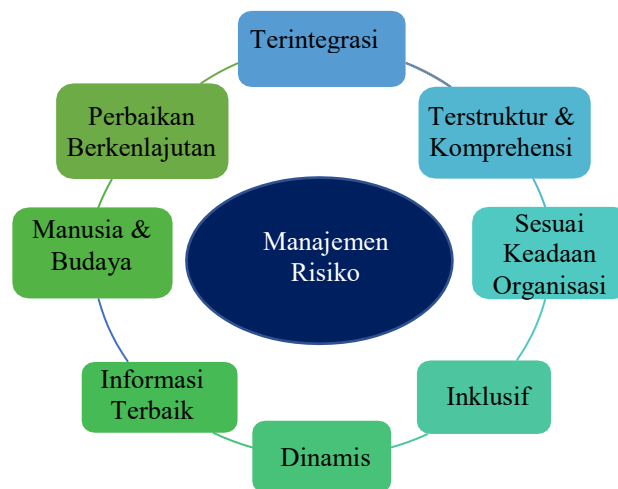 Terintegrasi
Terstruktur &
Komprehensi
Sesuai
Keadaan
Organisasi
Inklusif
Dinamis
Informasi
Terbaik
Manusia &
Budaya
Perbaikan
Berkenlajutan
Manajemen
Risiko